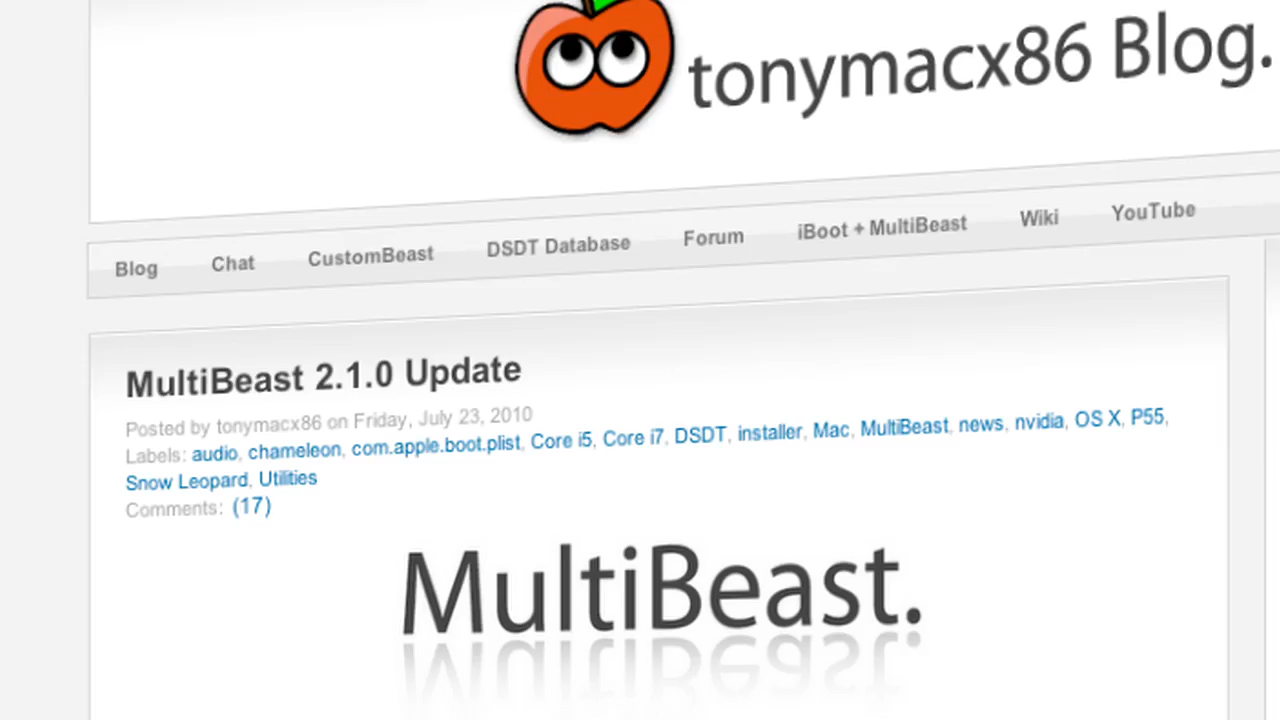 tonymacx86 Blog.
Blog Chat CustomBeast DSDT Database Forum iBoot + MultiBeast Wiki YouTube
MultiBeast 2.1.0 Update
Posted by tonymacx86 on Friday, July 23, 2010
Labels: audio, chameleon, com.apple.boot.plist, Core i5, Core i7, DSDT, installer, Mac, MultiBeast, news, nvidia, OS X, P55,
Snow Leopard, Utilities
Comments: (17)
MultiBeast.